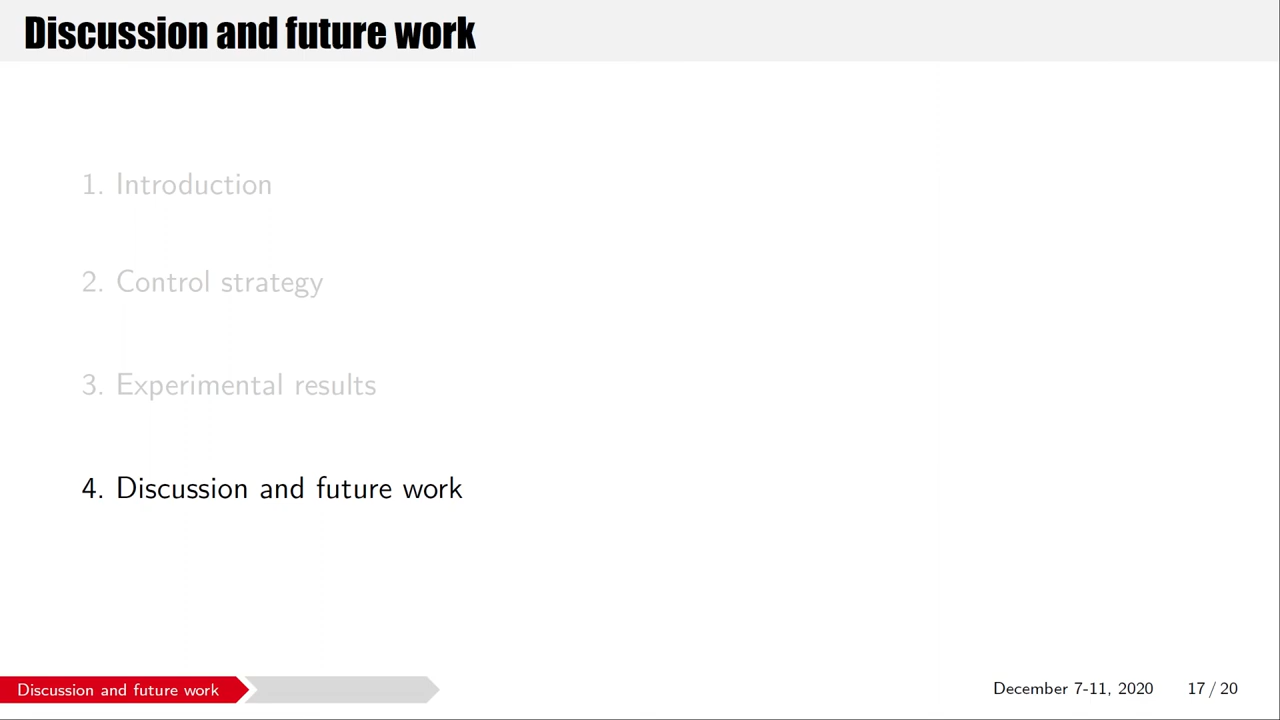 Discussion and future work
1. Introduction
2. Control strategy
3. Experimental results
4. Discussion and future work
Discussion and future work
December 7-11, 2020 17 / 20